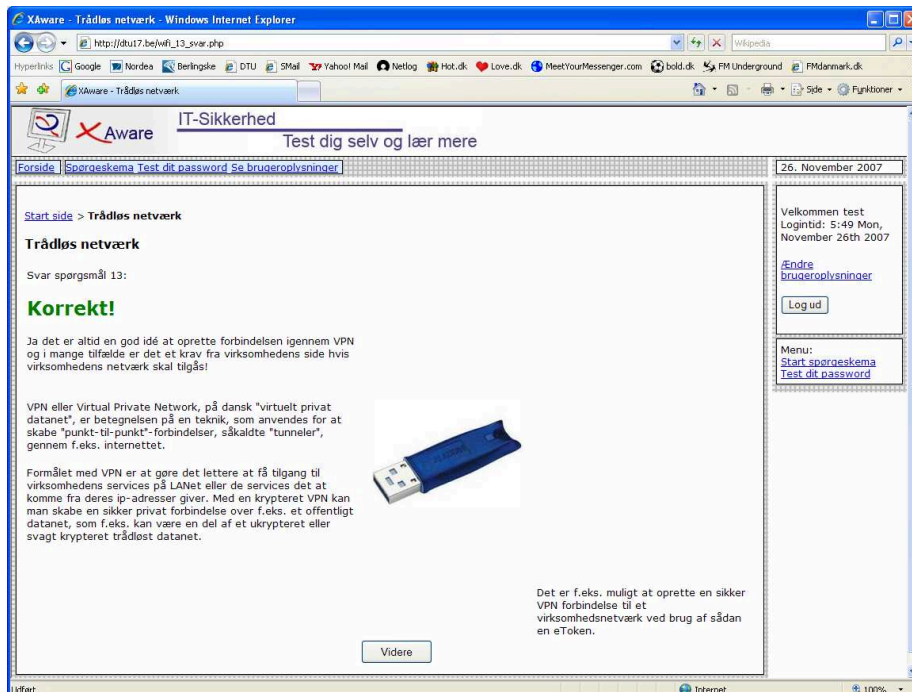 XAware - Trådløs netværk - Windows Internet Explorer
http://dtu17.be/wifi_13_svar.php
Wikipedia
Hyperlinks Google Nordea Berlingske DTU SMail Yahoo! Mail Netlog Hot.dk Love.dk MeetYourMessenger.com bold.dk FM Underground FMdanmark.dk
XAware - Trådløs netværk
Side Funktioner
XAware
IT-Sikkerhed
Test dig selv og lær mere
Forside Spørgeskema Test dit password Se brugeroplysninger
26. November 2007
Start side > Trådløs netværk
Trådløs netværk
Svar spørgsmål 13:
Korrekt!
Ja det er altid en god idé at oprette forbindelsen igennem VPN
og i mange tilfælde er det et krav fra virksomhedens side hvis
virksomhedens netværk skal tilgås!
VPN eller Virtual Private Network, på dansk "virtuelt privat
datanet", er betegnelsen på en teknik, som anvendes for at
skabe "punkt-til-punkt"-forbindelser, såkaldte "tunneler",
gennem f.eks. internettet.
Formålet med VPN er at gøre det lettere at få tilgang til
virksomhedens services på LANet eller de services det at
komme fra deres ip-adresser giver. Med en krypteret VPN kan
man skabe en sikker privat forbindelse over f.eks. et offentligt
datanet, som f.eks. kan være en del af et ukrypteret eller
svagt krypteret trådløst datanet.
Det er f.eks. muligt at oprette en sikker
VPN forbindelse til et
virksomhedsnetværk ved brug af sådan
en eToken.
Videre
Velkommen test
Logintid: 5:49 Mon,
November 26th 2007
Ændre
brugeroplysninger
Log ud
Menu:
Start spørgeskema
Test dit password
Udført
Internet
100%